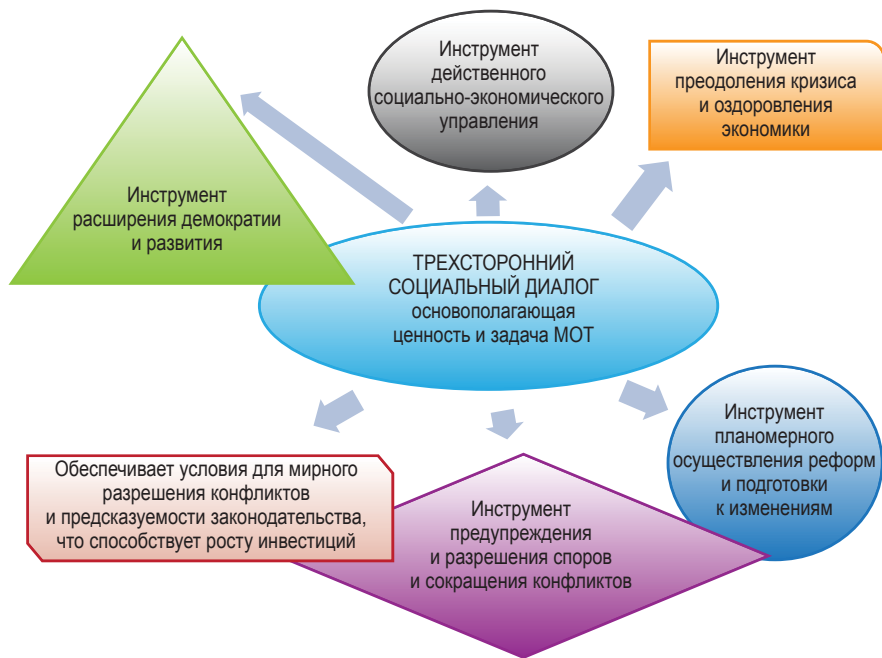 Инструмент
действенного
социально-экономического
управления
Инструмент
преодоления кризиса
и оздоровления
экономики
Инструмент
расширения демократии
и развития
ТРЕХСТОРОННИЙ
СОЦИАЛЬНЫЙ ДИАЛОГ
основополагающая
ценность и задача МОТ
Инструмент
планомерного
осуществления реформ
и подготовки
к изменениям
Обеспечивает условия для мирного
разрешения конфликтов
и предсказуемости законодательства,
что способствует росту инвестиций
Инструмент
предупреждения
и разрешения споров
и сокращения конфликтов